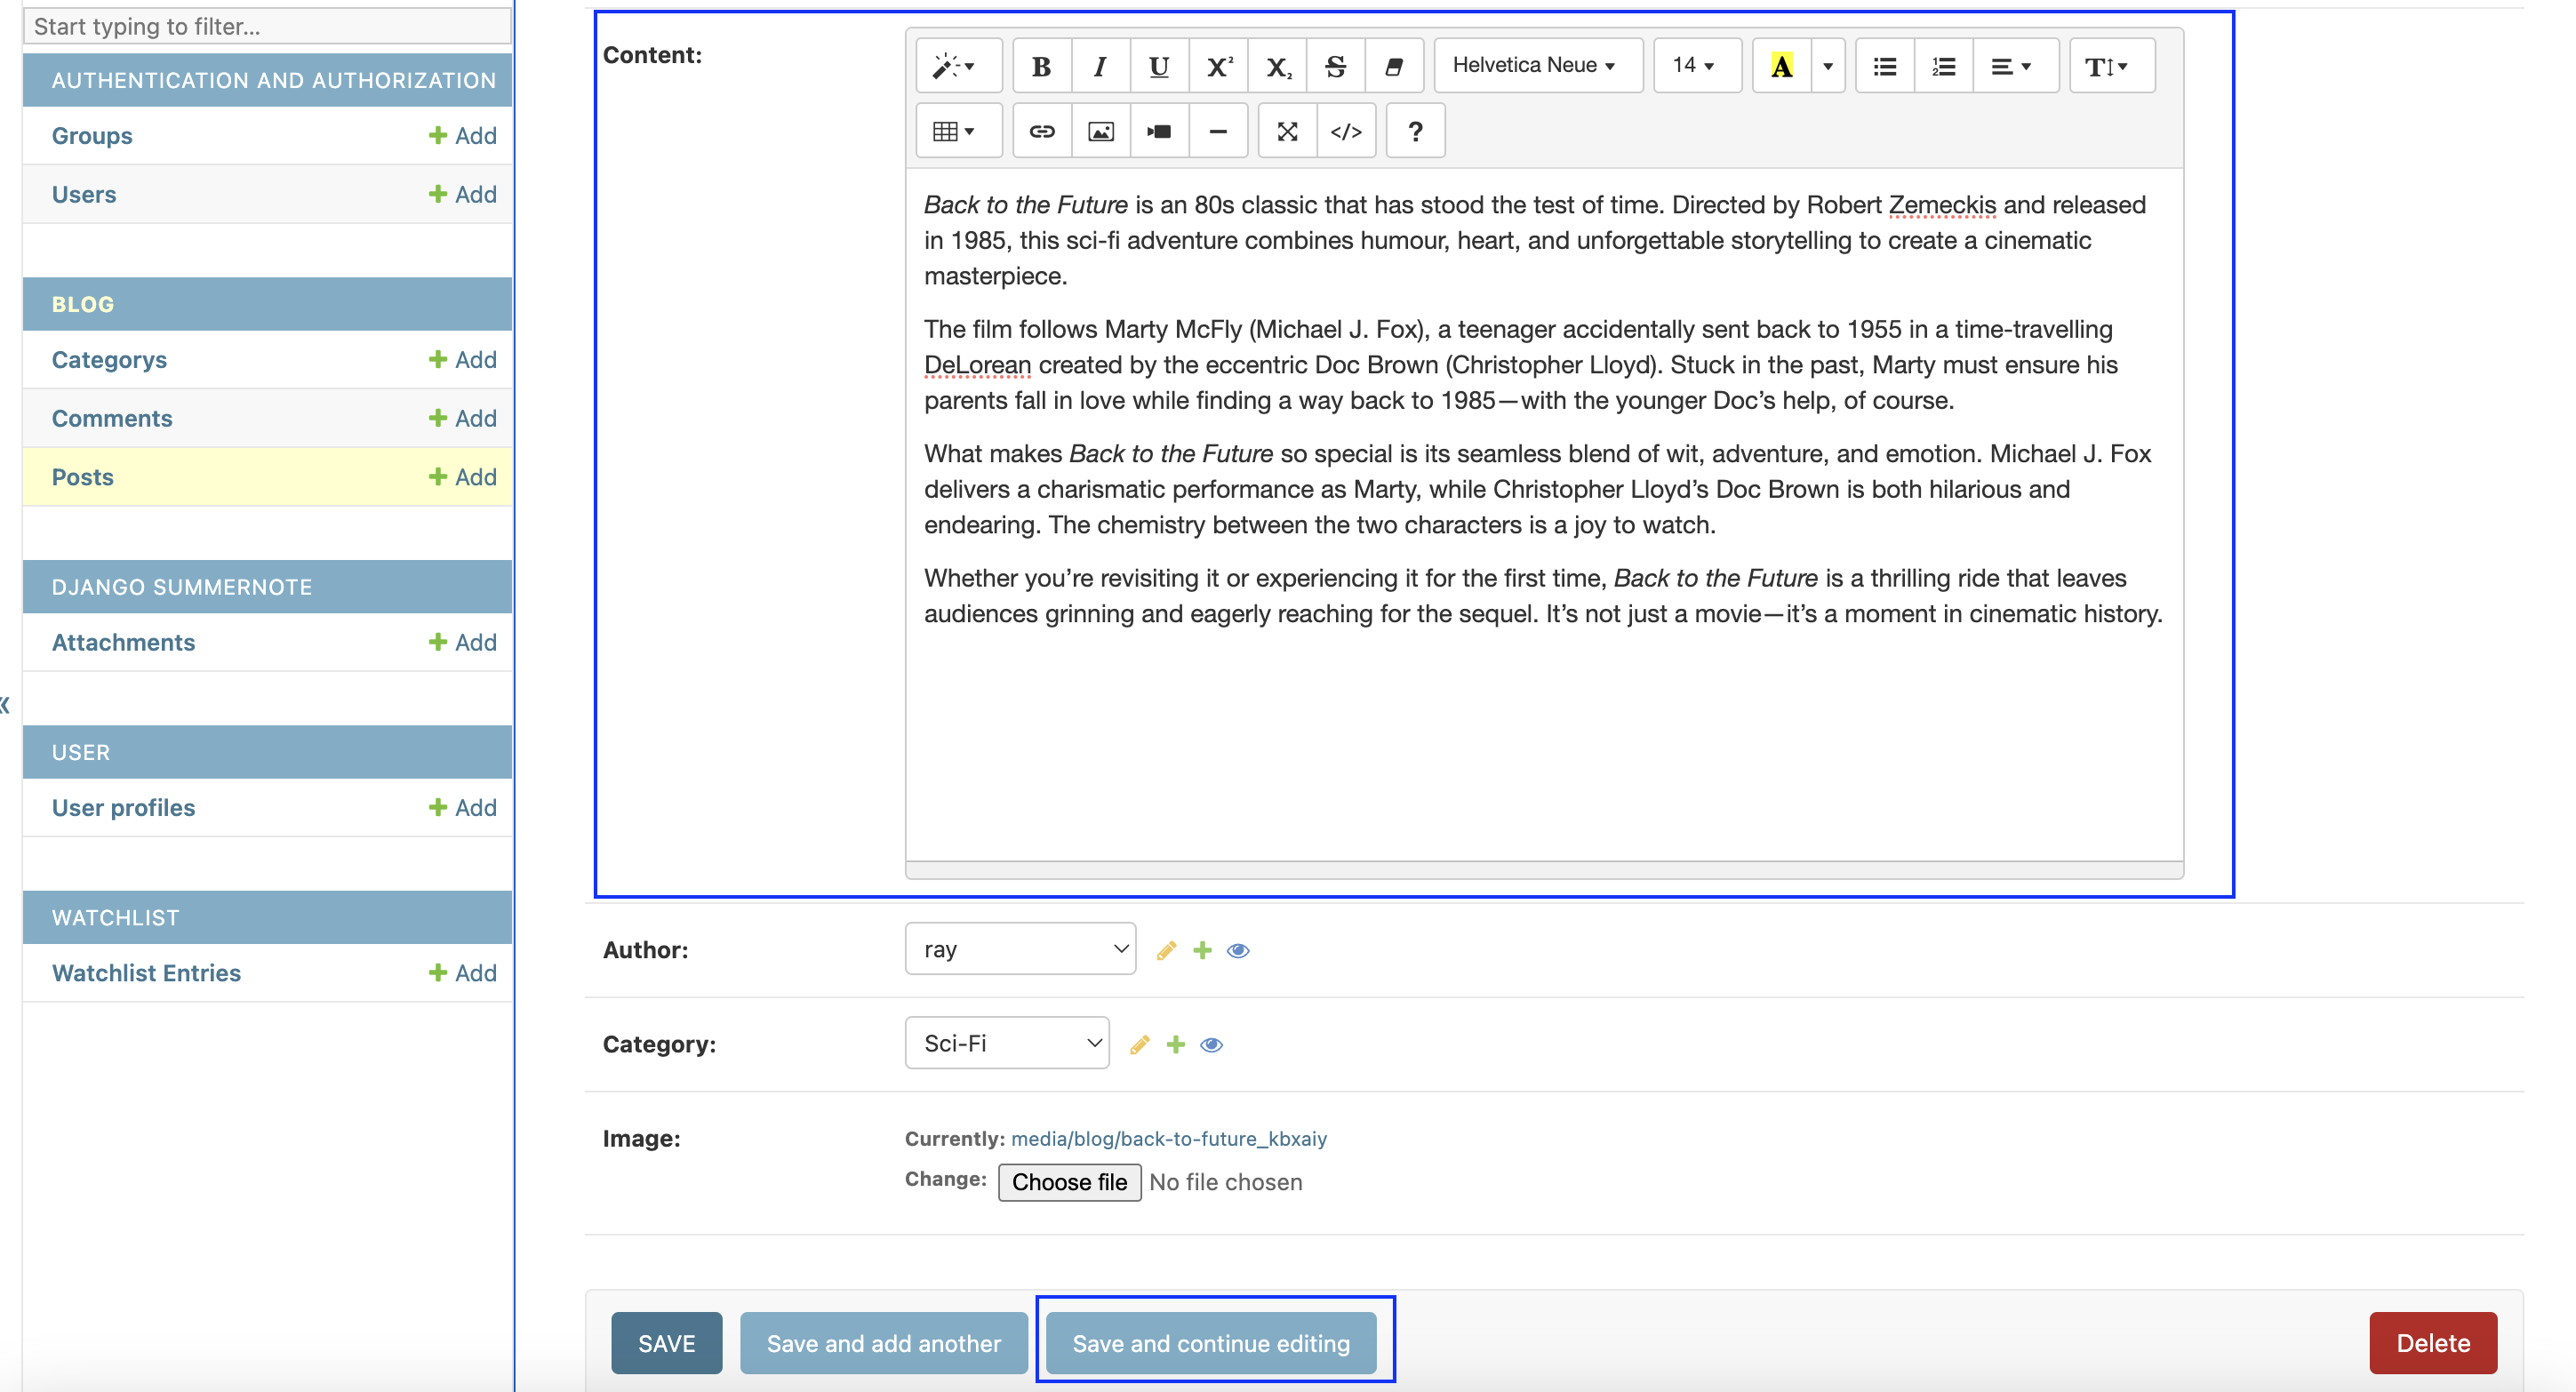 Start typing to filter...
AUTHENTICATION AND AUTHORIZATION
Groups + Add
Users + Add
BLOG
Categorys + Add
Comments + Add
Posts + Add
DJANGO SUMMERNOTE
Attachments + Add
«
USER
User profiles + Add
WATCHLIST
Watchlist Entries + Add
Content:
B I U X² X₂ S Helvetica Neue 14 A T
</> ?
Back to the Future is an 80s classic that has stood the test of time. Directed by Robert Zemeckis and released
in 1985, this sci-fi adventure combines humour, heart, and unforgettable storytelling to create a cinematic
masterpiece.
The film follows Marty McFly (Michael J. Fox), a teenager accidentally sent back to 1955 in a time-travelling
DeLorean created by the eccentric Doc Brown (Christopher Lloyd). Stuck in the past, Marty must ensure his
parents fall in love while finding a way back to 1985—with the younger Doc’s help, of course.
What makes Back to the Future so special is its seamless blend of wit, adventure, and emotion. Michael J. Fox
delivers a charismatic performance as Marty, while Christopher Lloyd’s Doc Brown is both hilarious and
endearing. The chemistry between the two characters is a joy to watch.
Whether you’re revisiting it or experiencing it for the first time, Back to the Future is a thrilling ride that leaves
audiences grinning and eagerly reaching for the sequel. It’s not just a movie—it’s a moment in cinematic history.
Author: ray
Category: Sci-Fi
Image: Currently: media/blog/back-to-future_kbxaiy
Change: Choose file No file chosen
SAVE Save and add another Save and continue editing Delete